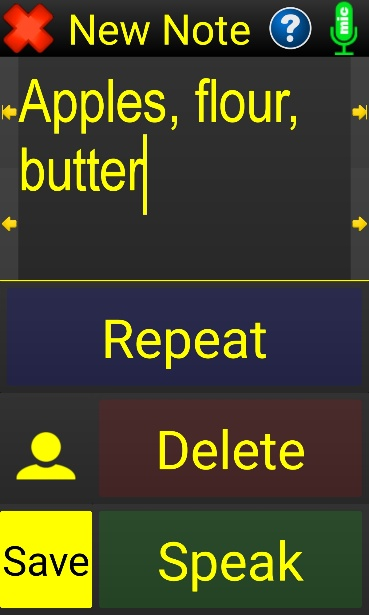 New Note ? mic
Apples, flour,
butter
Repeat
Delete
Save Speak